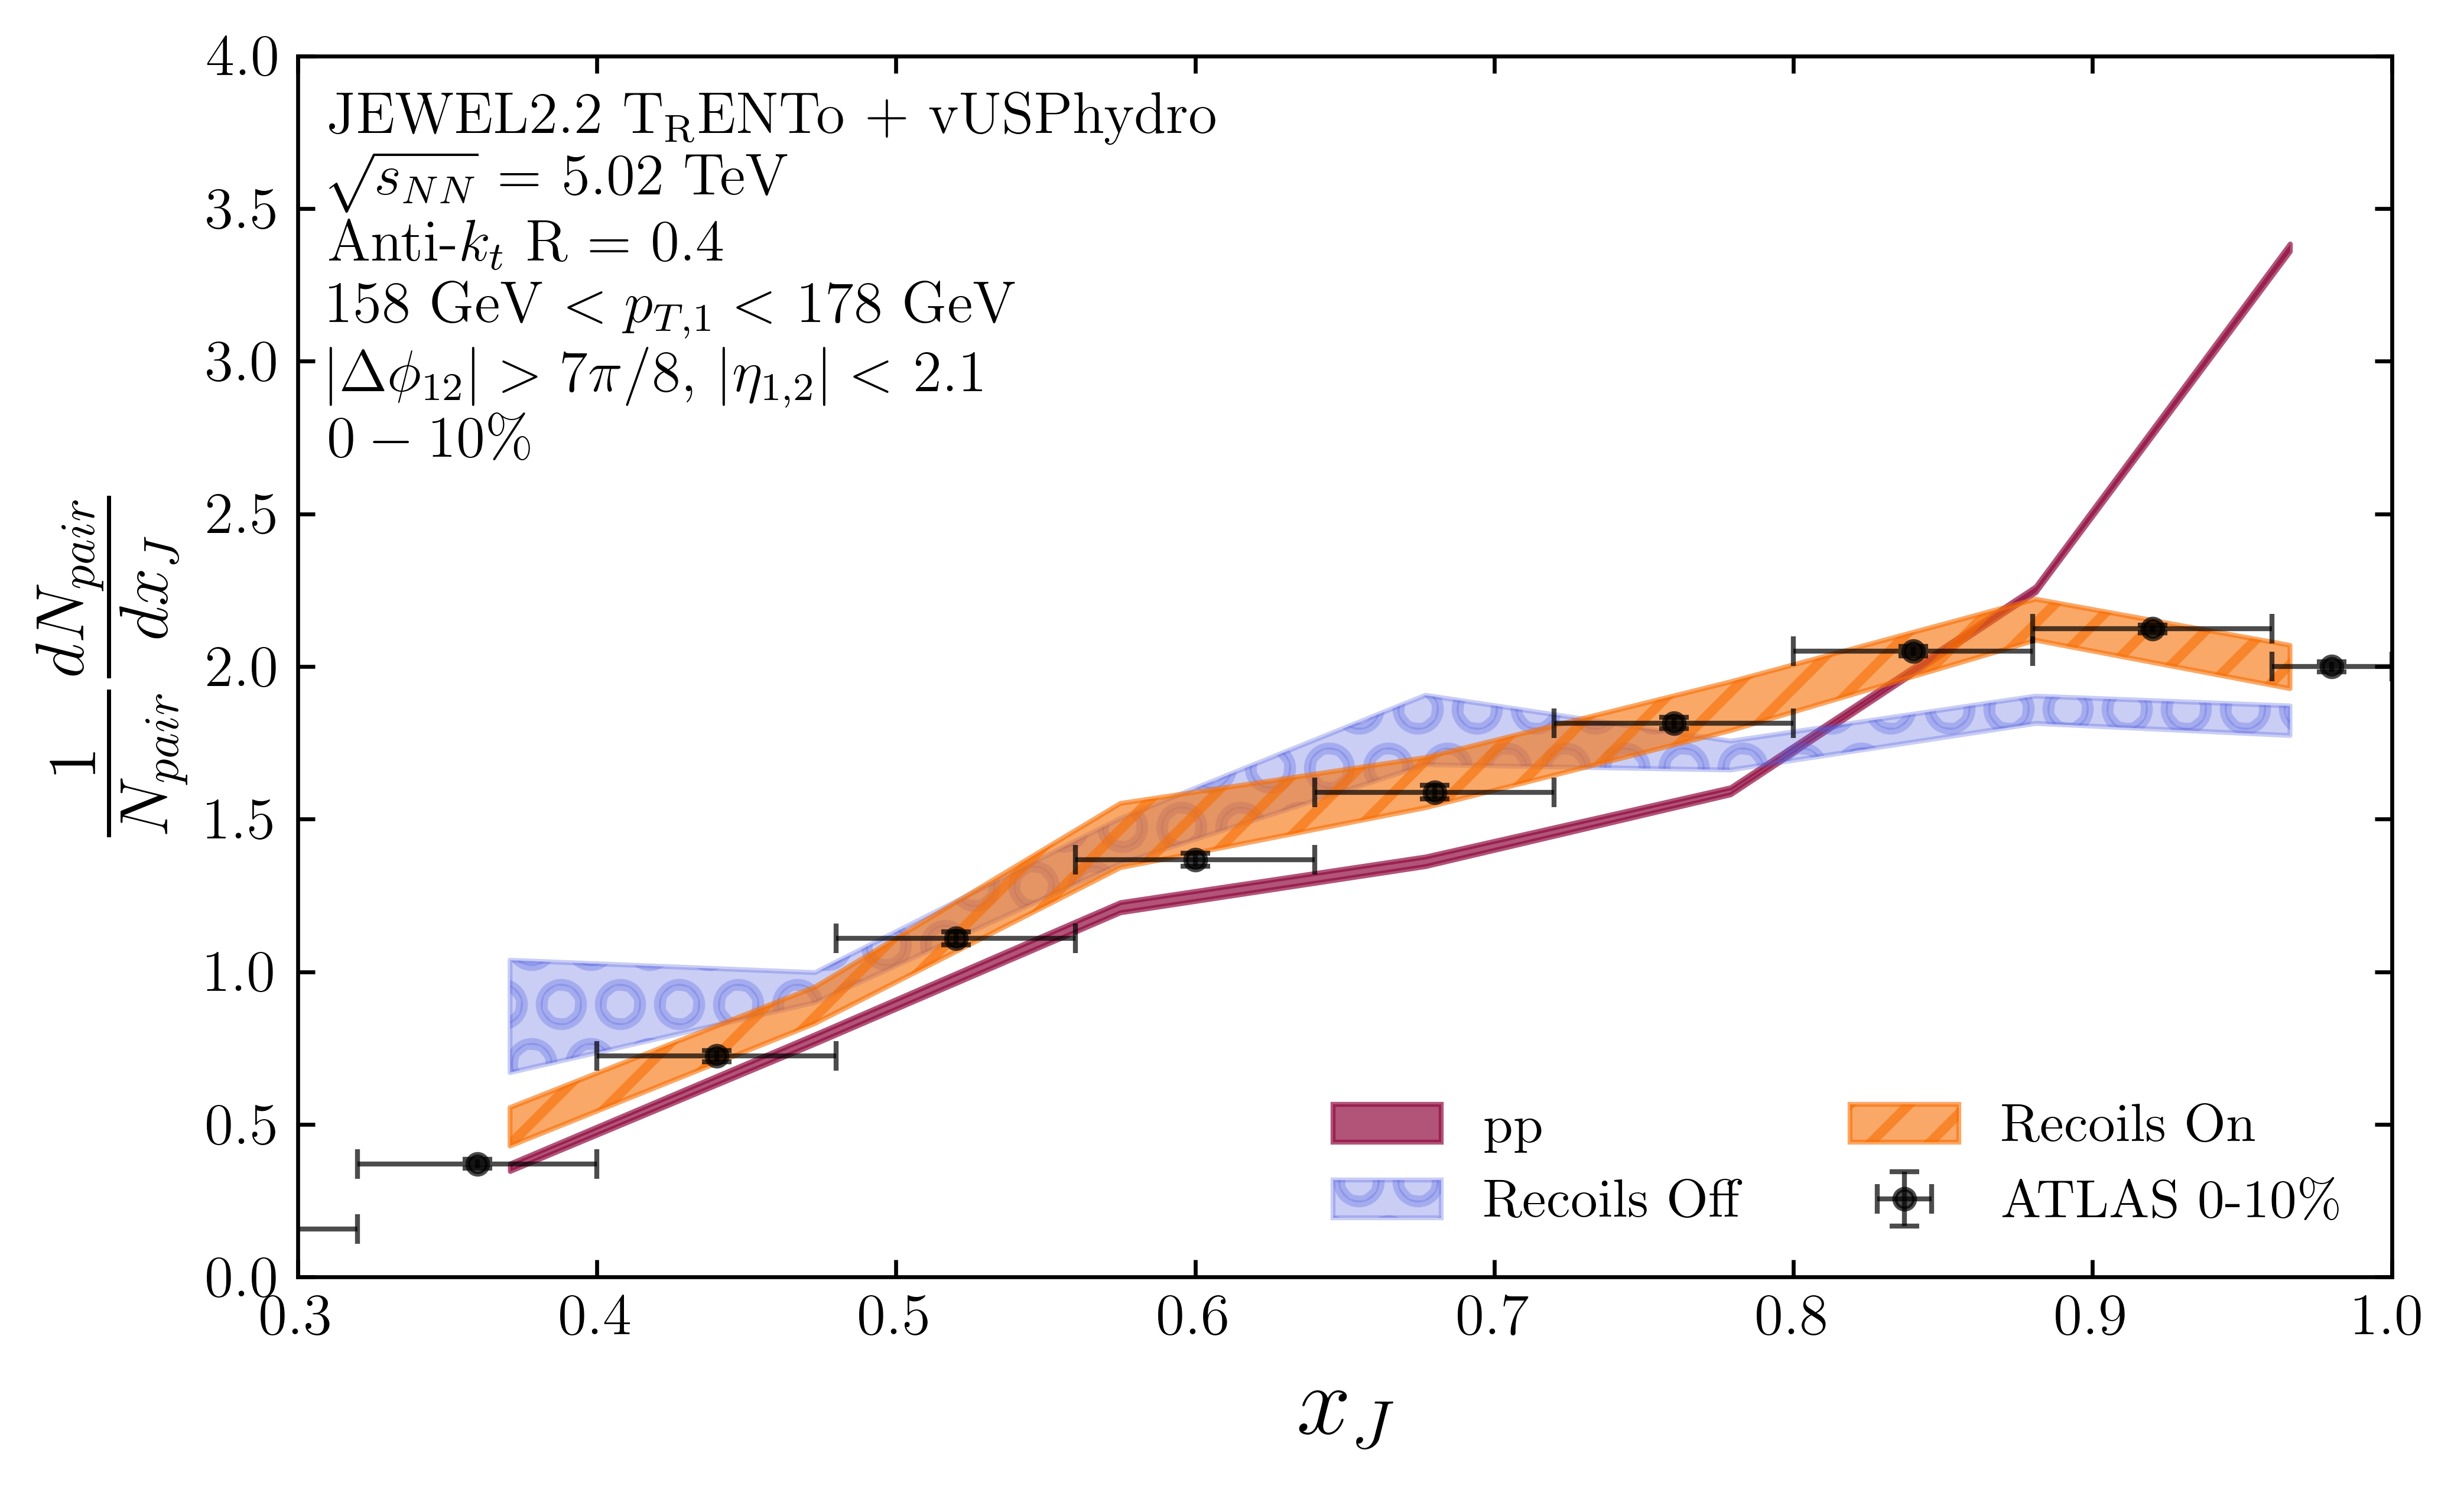 JEWEL2.2 TRENTo + vUSPhydro
√sNN = 5.02 TeV
Anti-kt R = 0.4
158 GeV < pT,1 < 178 GeV
|Δϕ12| > 7π/8, |η1,2| < 2.1
0 − 10%
4.0
3.5
3.0
2.5
2.0
1.5
1.0
0.5
0.0
1/Npair dNpair/dxJ
pp
Recoils Off
Recoils On
ATLAS 0-10%
0.3 0.4 0.5 0.6 0.7 0.8 0.9 1.0
xJ